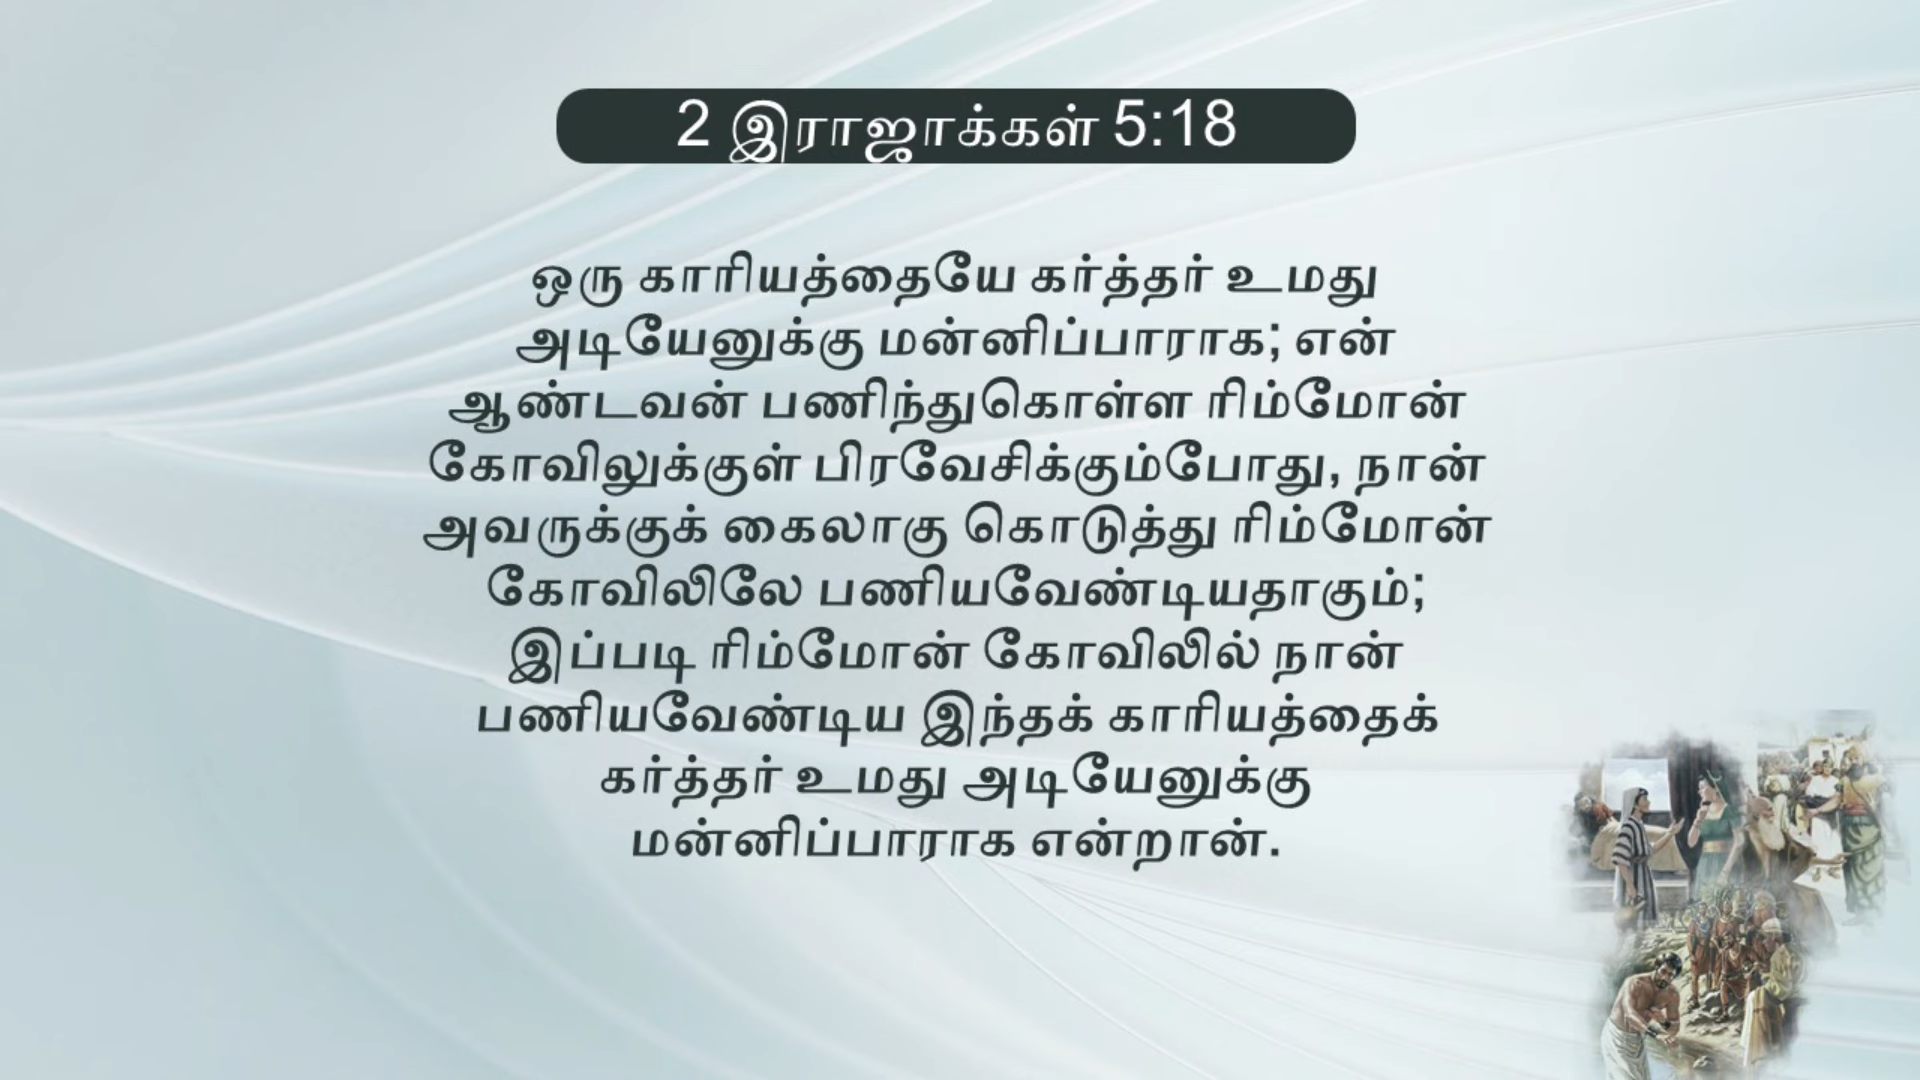 2 இராஜாக்கள் 5:18
ஒரு காரியத்தையே கர்த்தர் உமது
அடியேனுக்கு மன்னிப்பாராக; என்
ஆண்டவன் பணிந்துகொள்ள ரிம்மோன்
கோவிலுக்குள் பிரவேசிக்கும்போது, நான்
அவருக்குக் கைலாகு கொடுத்து ரிம்மோன்
கோவிலிலே பணியவேண்டியதாகும்;
இப்படி ரிம்மோன் கோவிலில் நான்
பணியவேண்டிய இந்தக் காரியத்தைக்
கர்த்தர் உமது அடியேனுக்கு
மன்னிப்பாராக என்றான்.